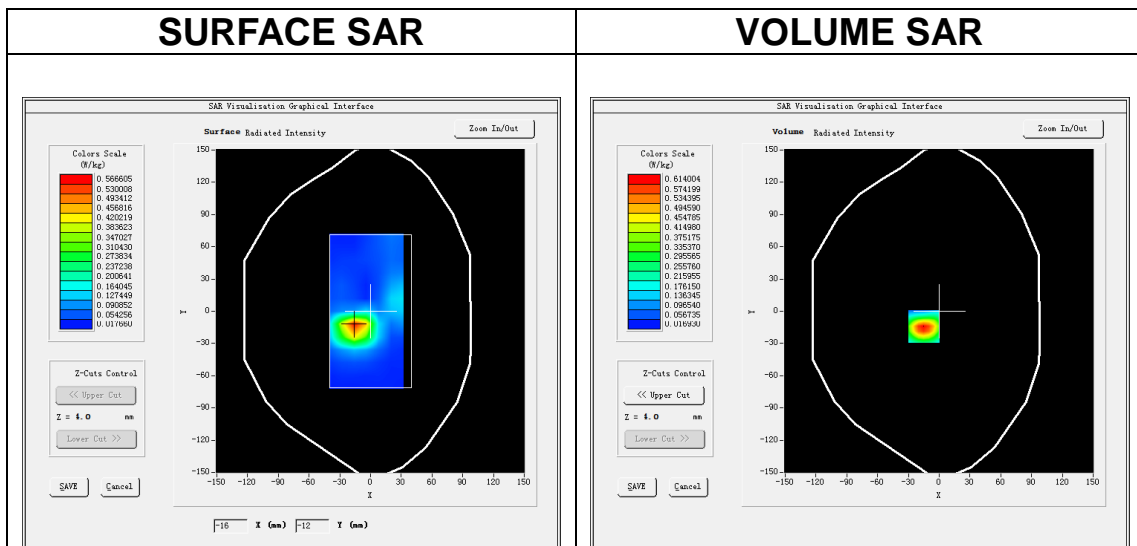 SURFACE SAR
VOLUME SAR
SAR Visualisation Graphical Interface
Surface Radiated Intensity
Zoom In/Out
Colors Scale
(W/kg)
0.566605
0.530008
0.493412
0.456816
0.420219
0.383623
0.347027
0.310430
0.273834
0.237238
0.200641
0.164045
0.127449
0.090852
0.054256
0.017660
Z-Cuts Control
<< Upper Cut
Z = 4.0 mm
Lower Cut >>
SAVE Cancel
150
120
90
60
30
0
-30
-60
-90
-120
-150
Y
-150 -120 -90 -60 -30 0 30 60 90 120 150
X
-16 X (mm) -12 Y (mm)
SAR Visualisation Graphical Interface
Volume Radiated Intensity
Zoom In/Out
Colors Scale
(W/kg)
0.614004
0.574199
0.534395
0.494590
0.454785
0.414980
0.375175
0.335370
0.295565
0.255760
0.215955
0.176150
0.136345
0.096540
0.056735
0.016930
Z-Cuts Control
<< Upper Cut
Z = 4.0 mm
Lower Cut >>
SAVE Cancel
150
120
90
60
30
0
-30
-60
-90
-120
-150
Y
-150 -120 -90 -60 -30 0 30 60 90 120 150
X